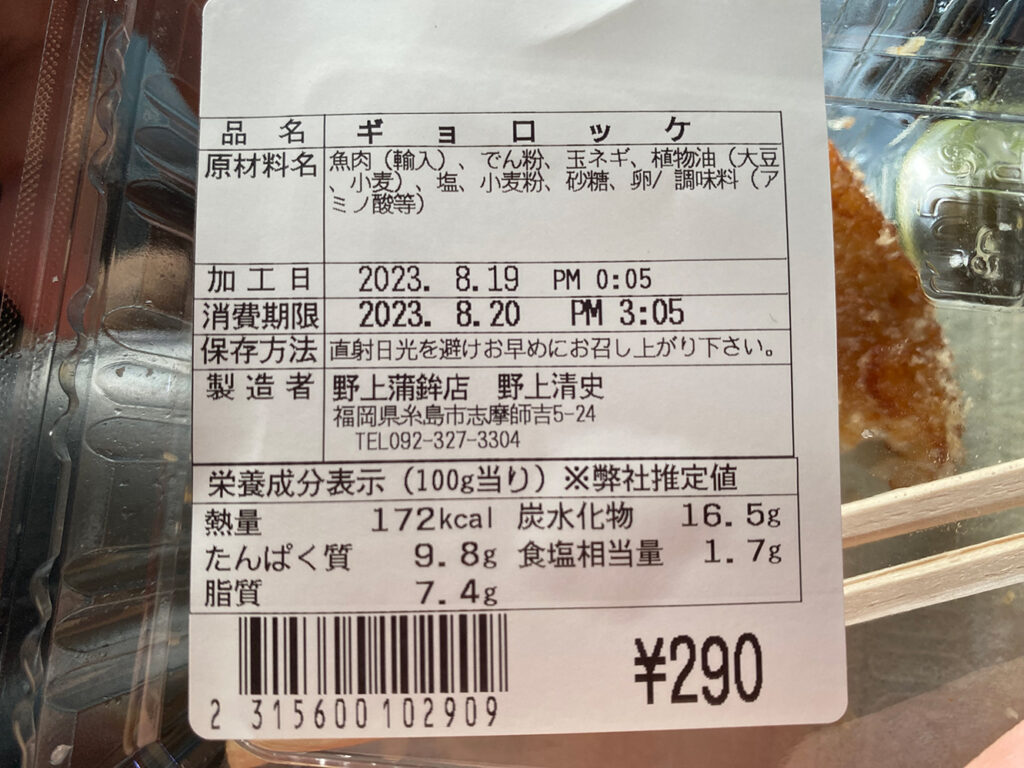 品名 ギョロッケ
原材料名 魚肉（輸入）、でん粉、玉ネギ、植物油（大豆
、小麦）、塩、小麦粉、砂糖、卵/ 調味料（ア
ミノ酸等）
加工日 2023. 8.19 PM 0:05
消費期限 2023. 8.20 PM 3:05
保存方法 直射日光を避けお早めにお召し上がり下さい。
製造者 野上蒲鉾店 野上清史
福岡県糸島市志摩師吉5-24
TEL092-327-3304
栄養成分表示（100g当り）※弊社推定値
熱量 172kcal 炭水化物 16.5g
たんぱく質 9.8g 食塩相当量 1.7g
脂質 7.4g
¥290
2 315600102909